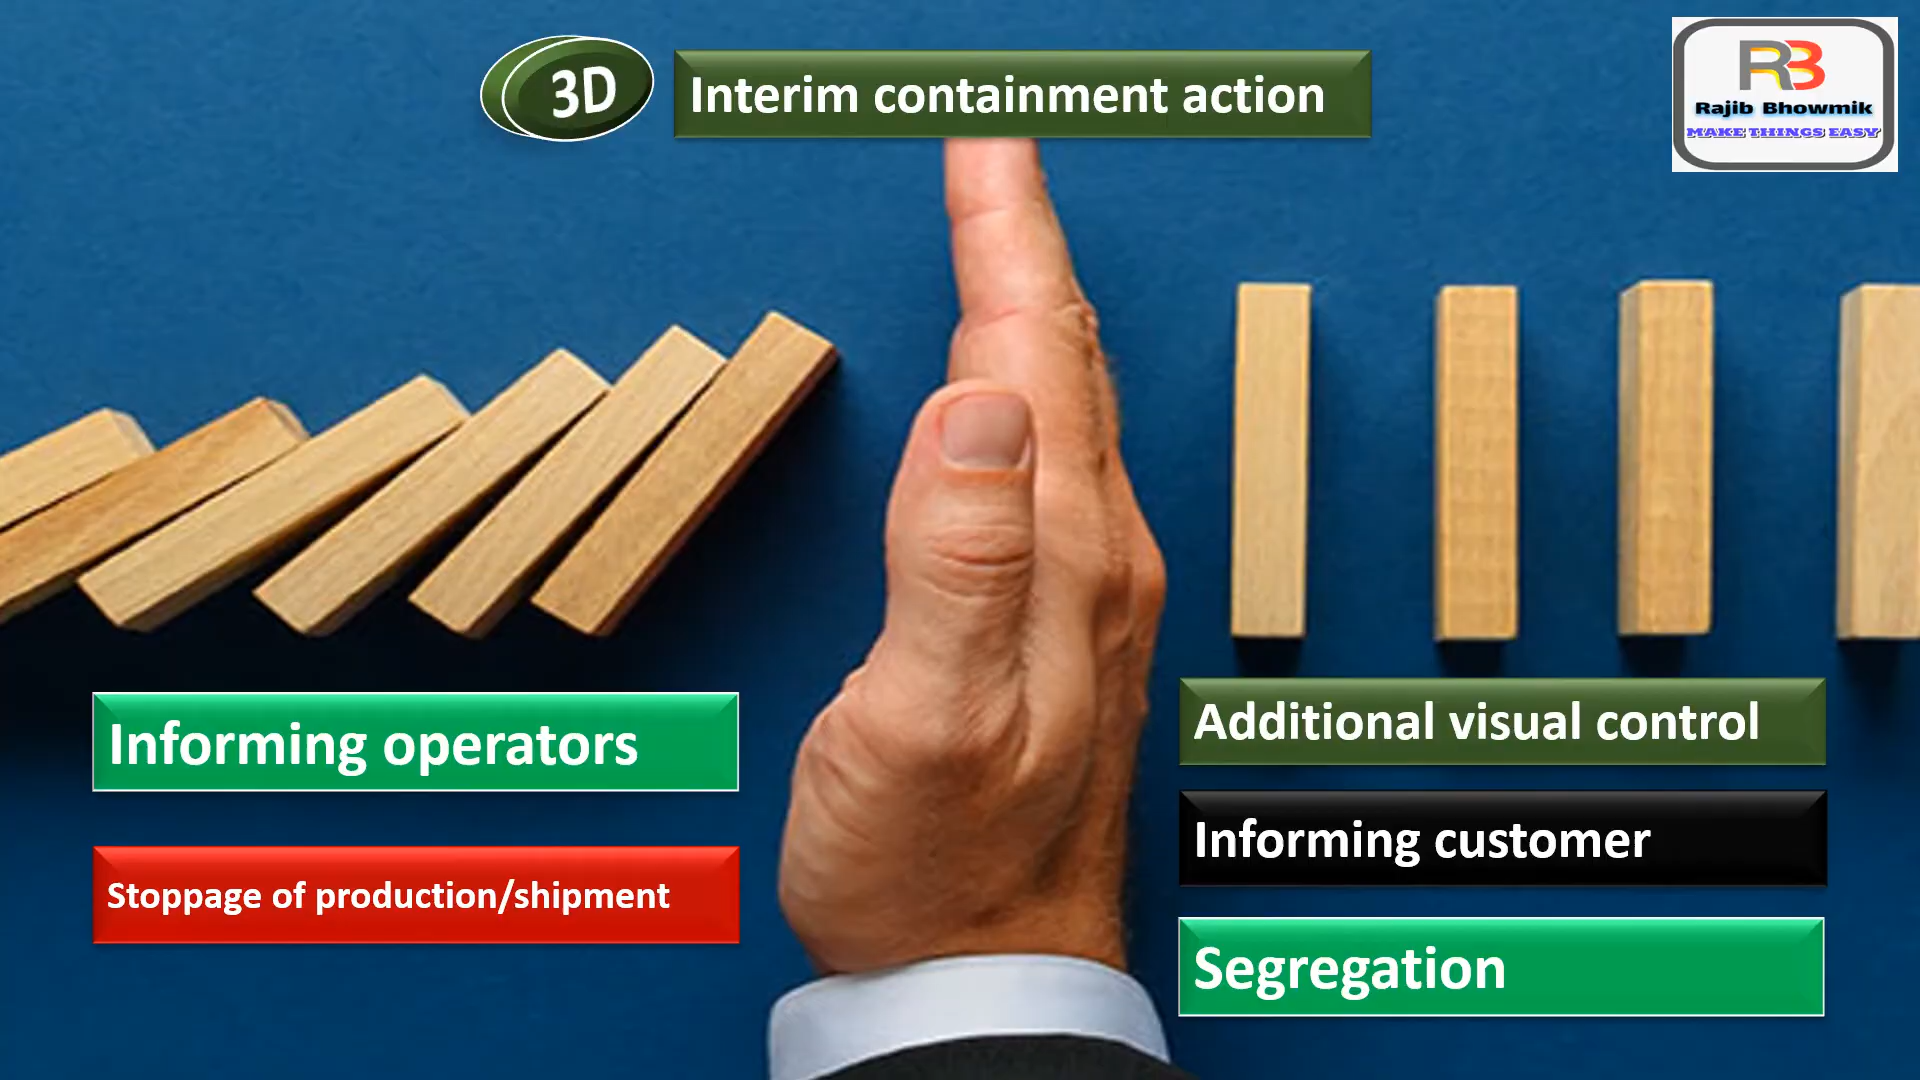 3D
Interim containment action
RB
Rajib Bhowmik
MAKE THINGS EASY
Informing operators
Stoppage of production/shipment
Additional visual control
Informing customer
Segregation